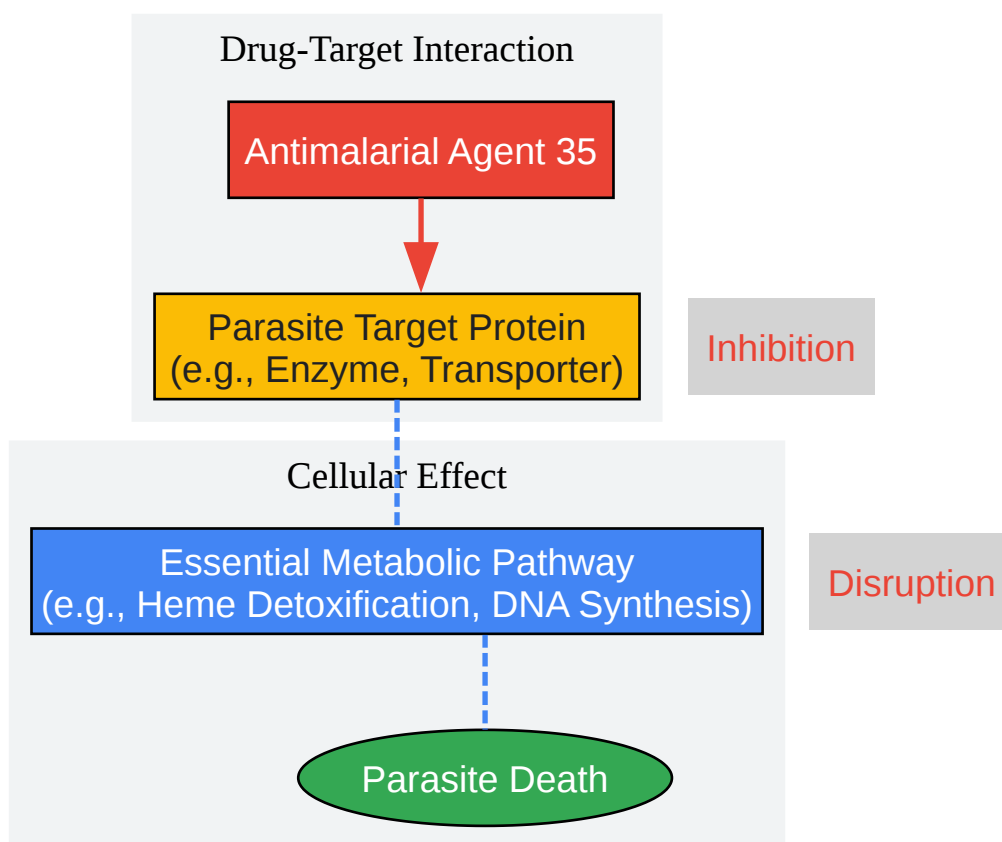 Drug-Target Interaction
Antimalarial Agent 35
Parasite Target Protein
(e.g., Enzyme, Transporter)
Inhibition
Cellular Effect
Essential Metabolic Pathway
(e.g., Heme Detoxification, DNA Synthesis)
Disruption
Parasite Death